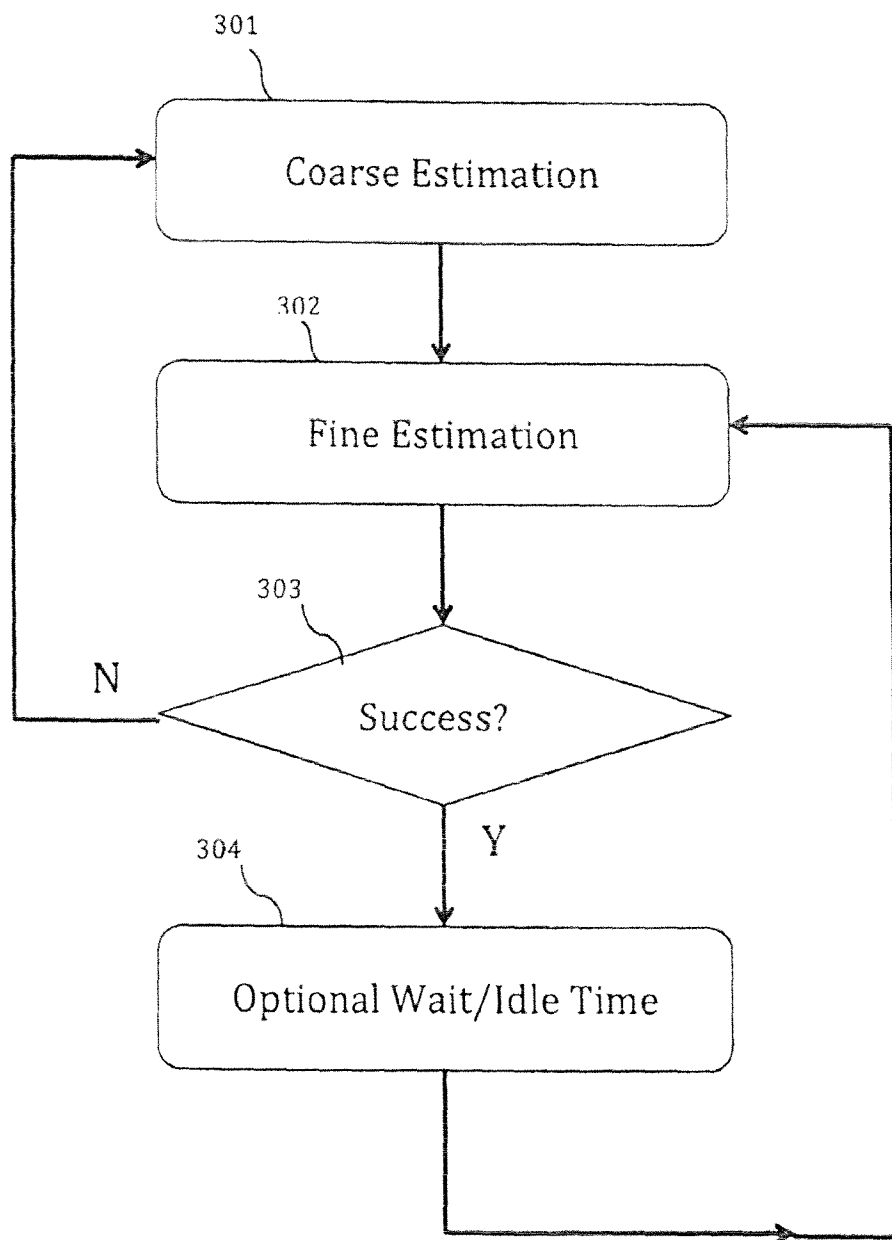 301
Coarse Estimation
302
Fine Estimation
303
N
Success?
Y
304
Optional Wait/Idle Time